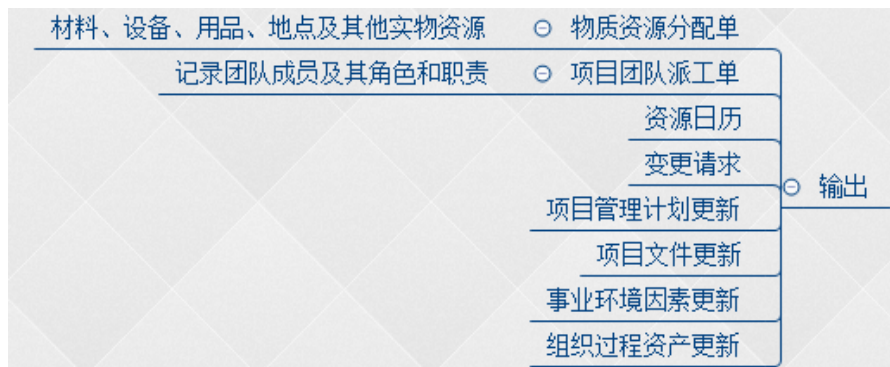 材料、设备、用品、地点及其他实物资源 物质资源分配单
记录团队成员及其角色和职责 项目团队派工单
资源日历
变更请求
输出
项目管理计划更新
项目文件更新
事业环境因素更新
组织过程资产更新